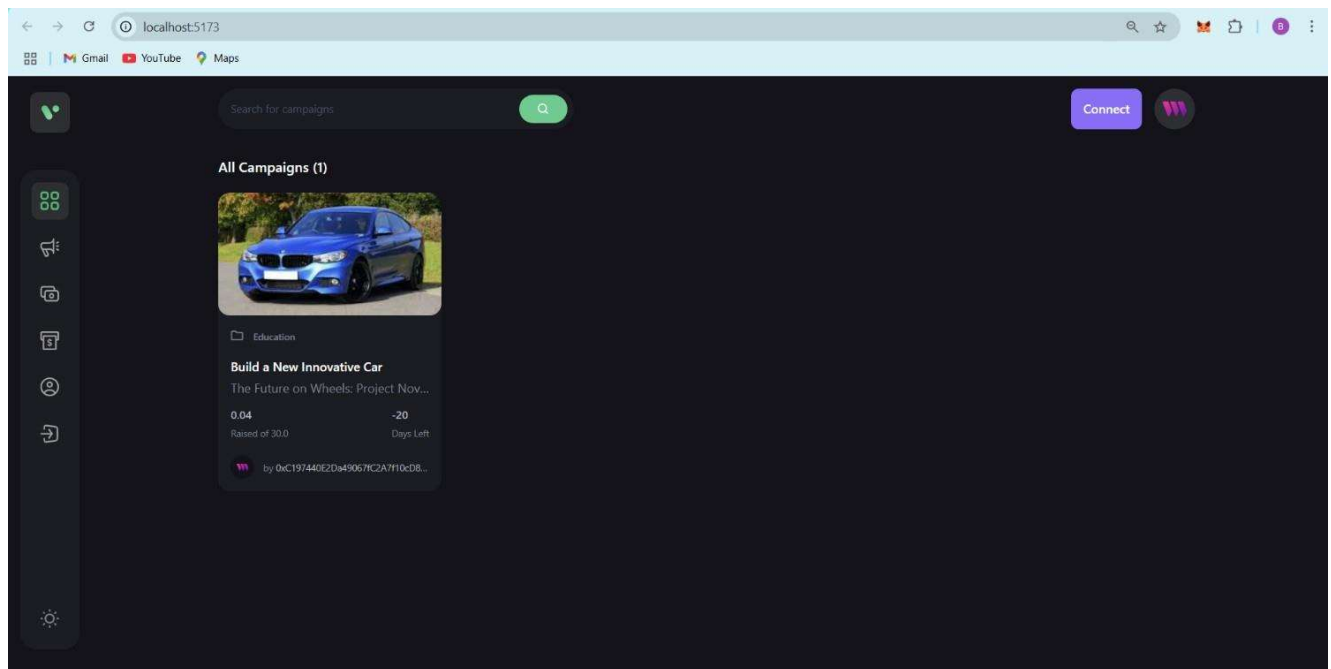 localhost:5173
B
Gmail YouTube Maps
Search for campaigns
Connect
All Campaigns (1)
Education
Build a New Innovative Car
The Future on Wheels: Project Nov...
0.04 -20
Raised of 30.0 Days Left
by 0xC197440E2Da49067fC2A7f10cD8...